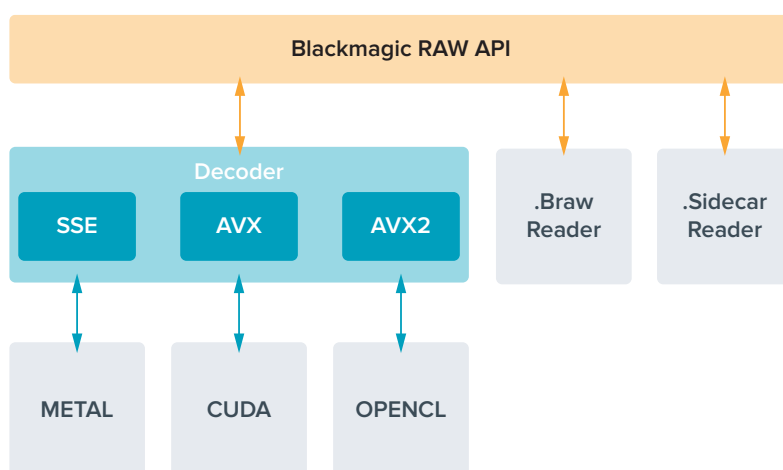 Blackmagic RAW API
Decoder
SSE
AVX
AVX2
.Braw
Reader
.Sidecar
Reader
METAL
CUDA
OPENCL